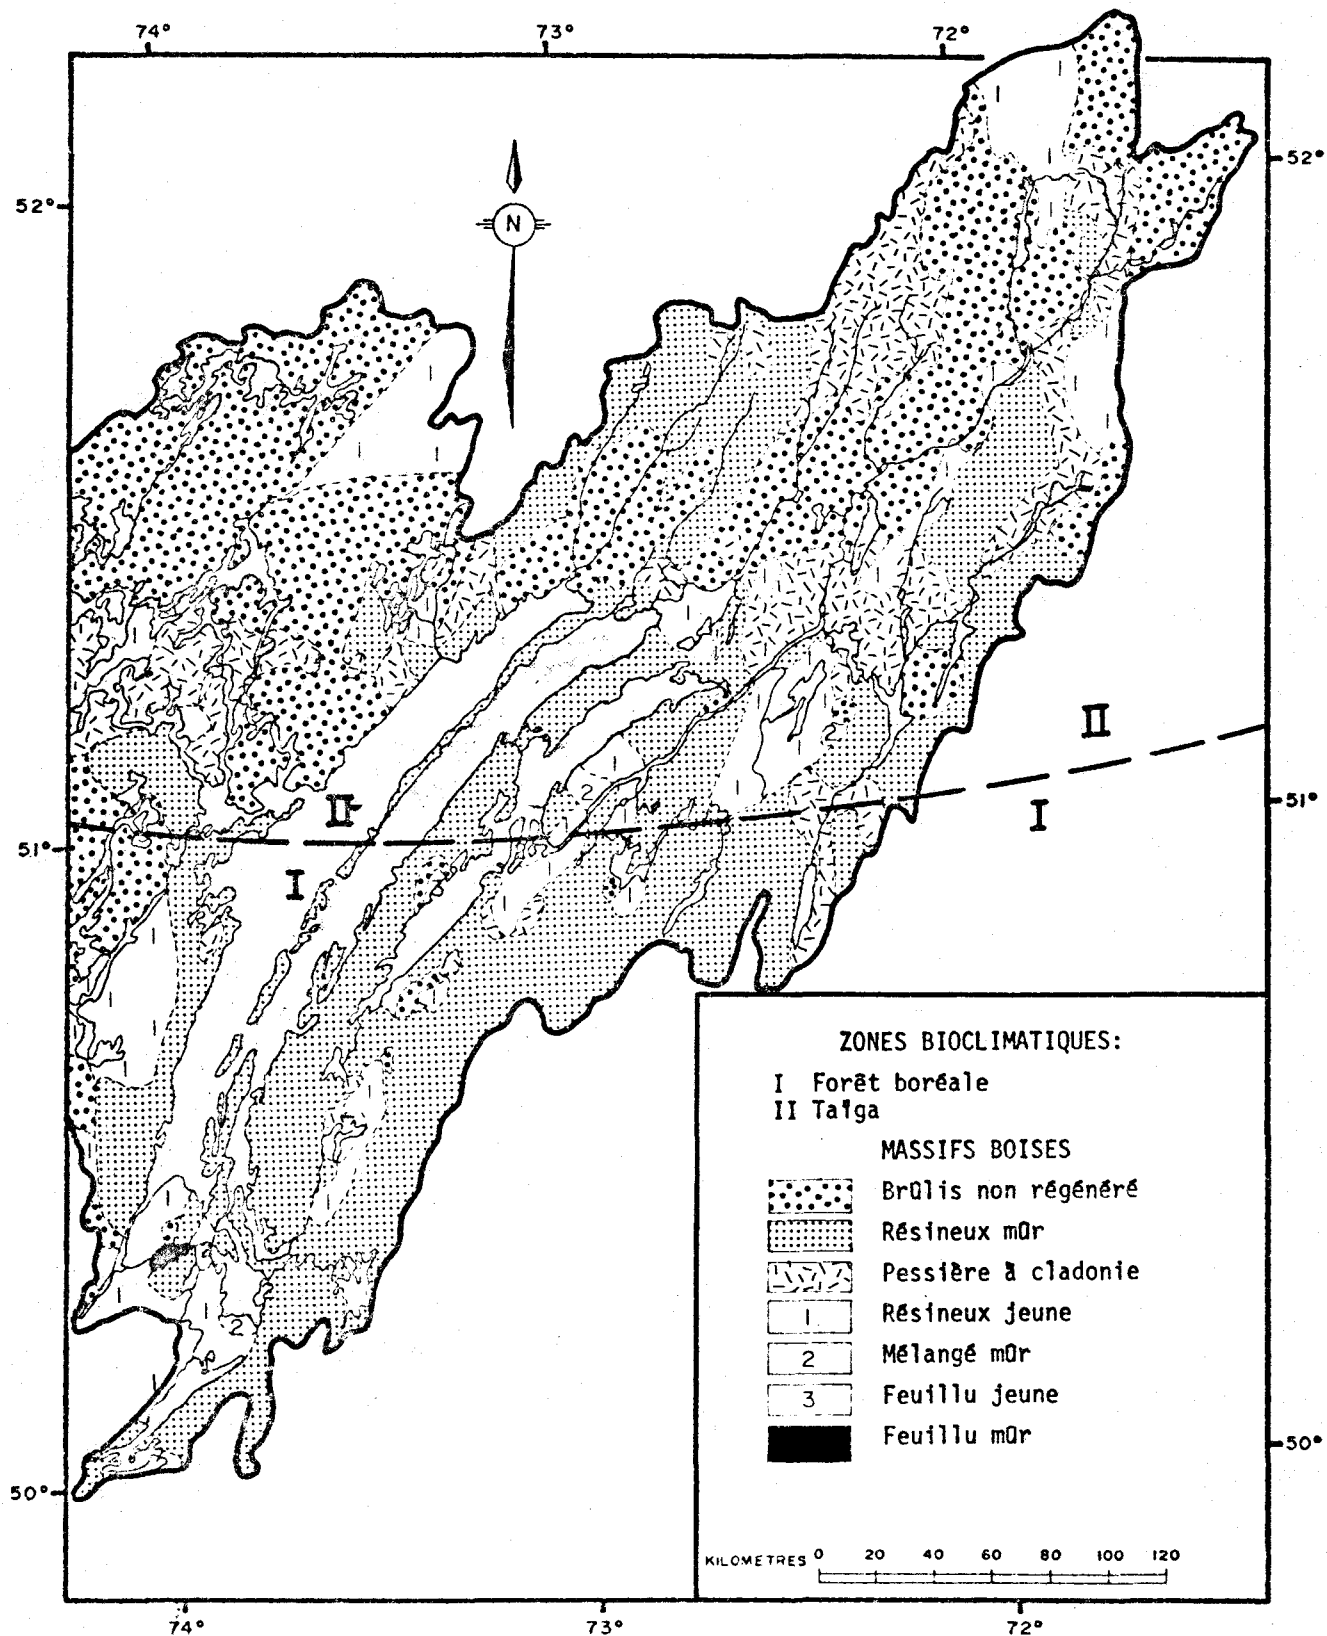 74° 73° 72°
52°
52°
N
II
II
51°
I
51°
I
2
2
2
ZONES BIOCLIMATIQUES:
I Forêt boréale
II Taïga
MASSIFS BOISES
Brûlis non régénéré
Résineux mûr
Pessière à cladonie
1 Résineux jeune
2 Mélangé mûr
3 Feuillu jeune
Feuillu mûr
50°
50°
KILOMETRES 0 20 40 60 80 100 120
74° 73° 72°